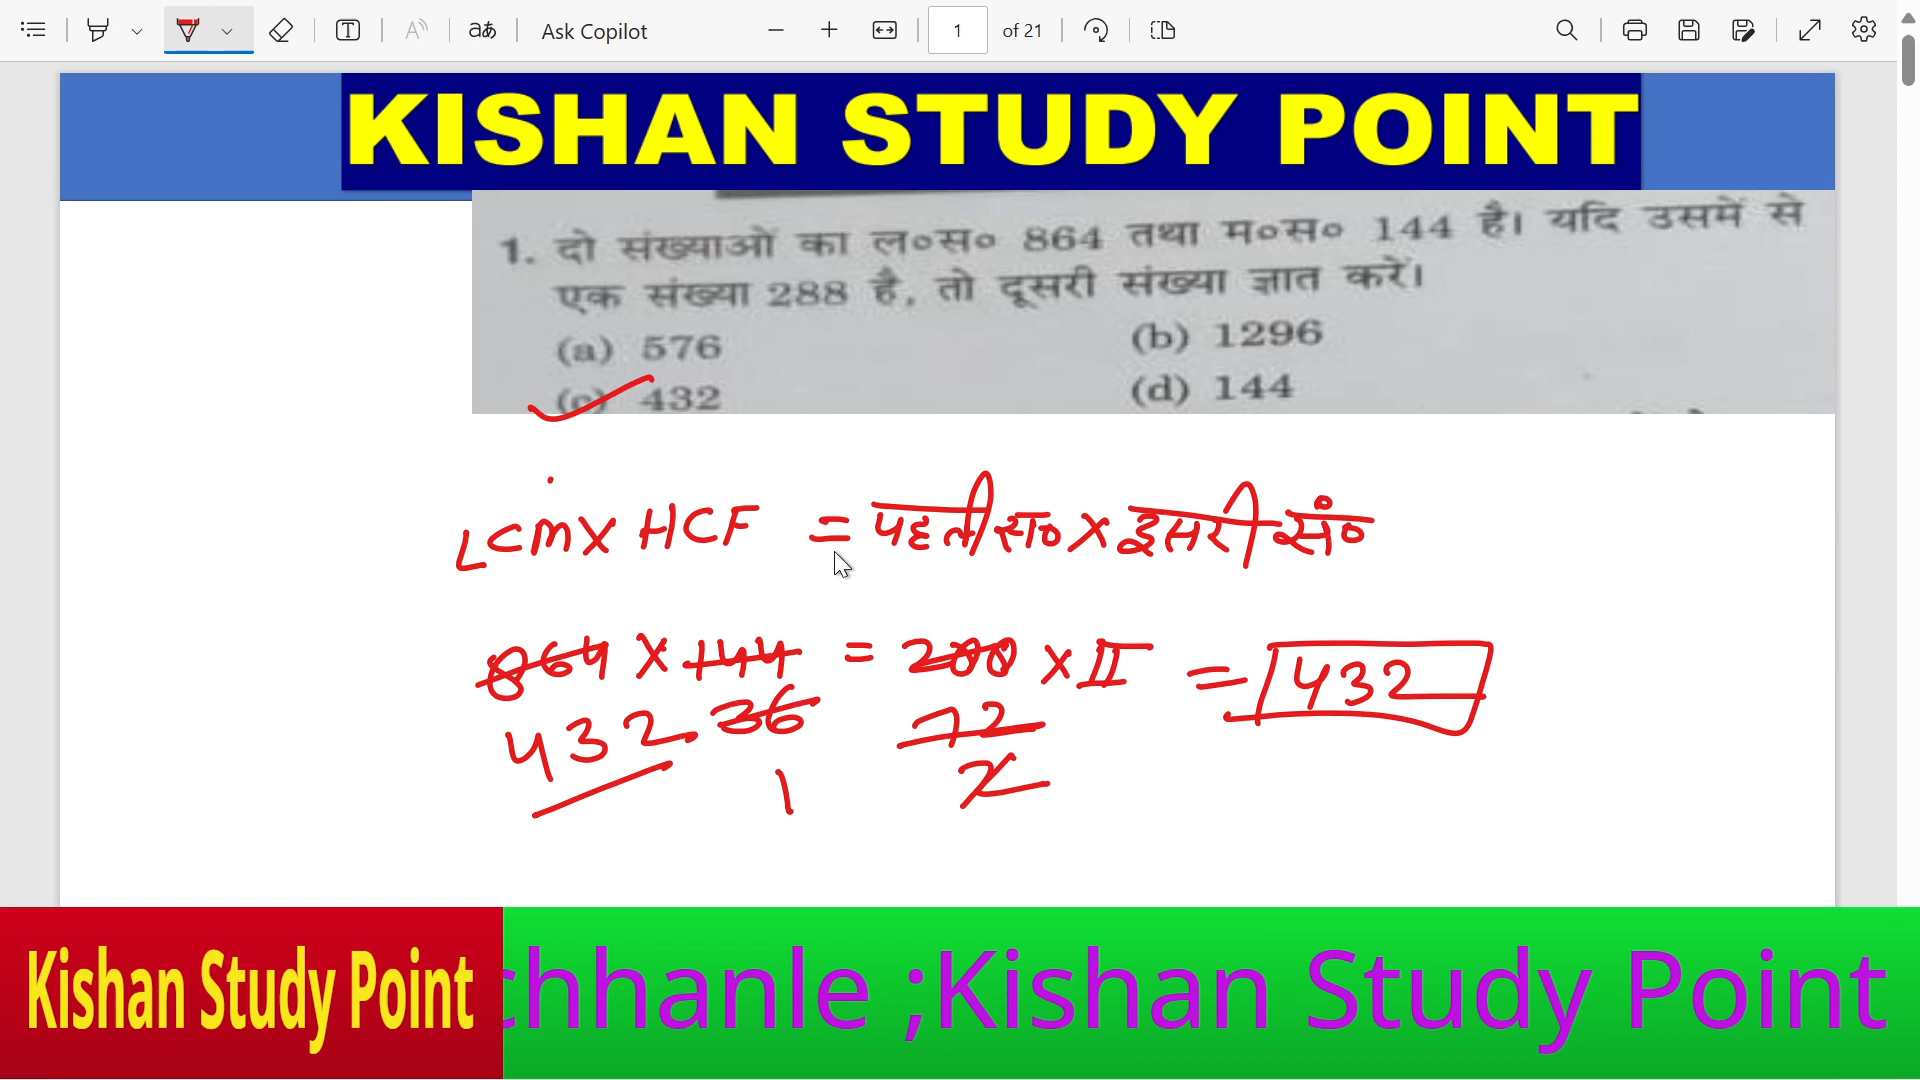 Ask Copilot
1 of 21
KISHAN STUDY POINT
1. दो संख्याओं का ल०स० 864 तथा म०स० 144 है। यदि उसमें से
एक संख्या 288 है, तो दूसरी संख्या ज्ञात करें।
(a) 576 (b) 1296
(c) 432 (d) 144
LCM X HCF = पहली सं० X दुसरी सं०
864 X 144 = 288 X II = 432
432 36 72
1 2
Kishan Study Point
chhanle ;Kishan Study Point